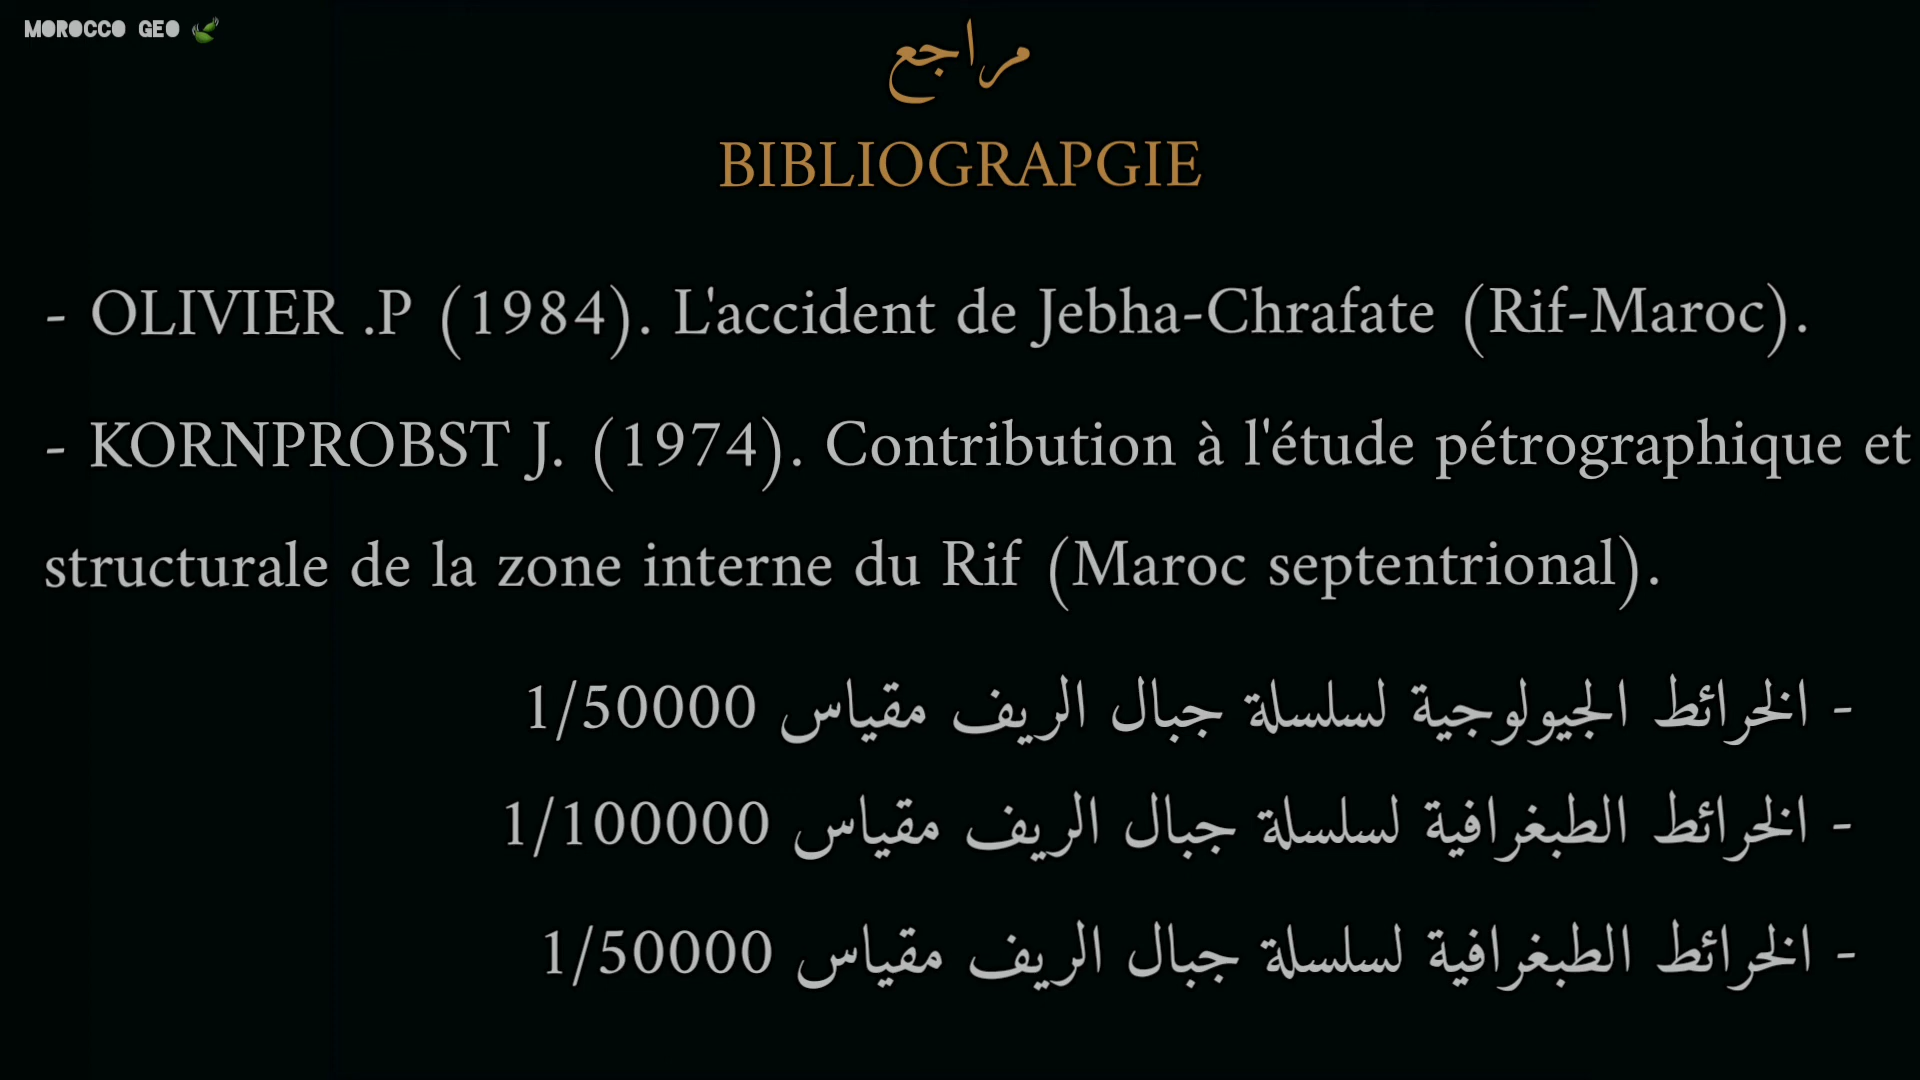 MOROCCO GEO
مراجع
BIBLIOGRAPGIE
- OLIVIER .P (1984). L'accident de Jebha-Chrafate (Rif-Maroc).
- KORNPROBST J. (1974). Contribution à l'étude pétrographique et
structurale de la zone interne du Rif (Maroc septentrional).
- الخرائط الجيولوجية لسلسلة جبال الريف مقياس 1/50000
- الخرائط الطبغرافية لسلسلة جبال الريف مقياس 1/100000
- الخرائط الطبغرافية لسلسلة جبال الريف مقياس 1/50000